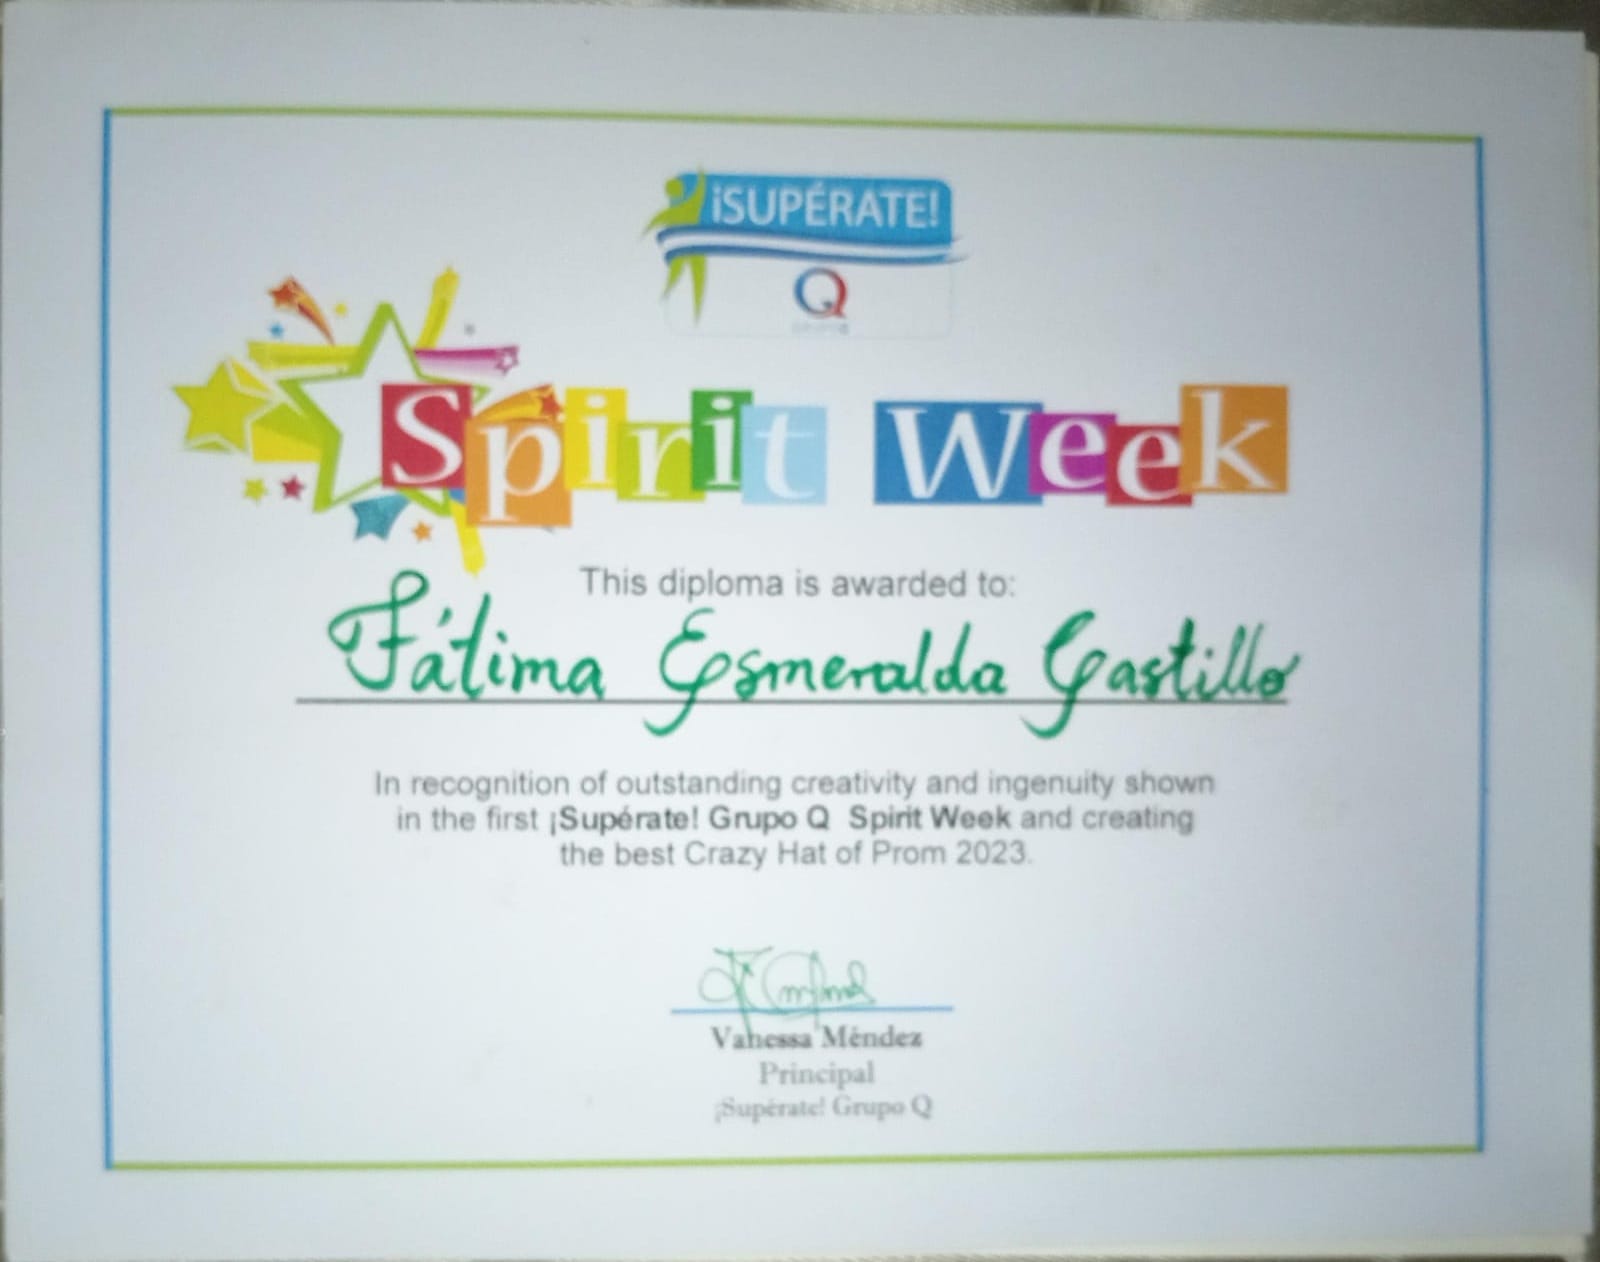 ¡SUPÉRATE!
Q
Spirit Week
This diploma is awarded to:
Fátima Esmeralda Castillo
In recognition of outstanding creativity and ingenuity shown
in the first ¡Supérate! Grupo Q Spirit Week and creating
the best Crazy Hat of Prom 2023.
Vanessa Méndez
Principal
¡Supérate! Grupo Q